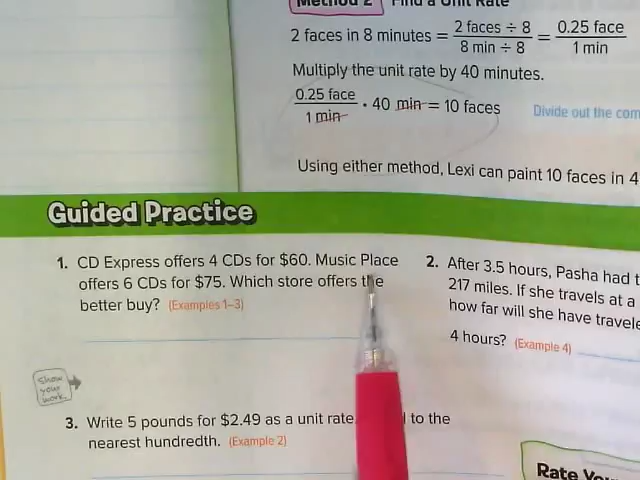 Method 2 Find a Unit Rate
2 faces in 8 minutes = 2 faces ÷ 8 / 8 min ÷ 8 = 0.25 face / 1 min
Multiply the unit rate by 40 minutes.
0.25 face / 1 min • 40 min = 10 faces
Divide out the com
Using either method, Lexi can paint 10 faces in 4
Guided Practice
1. CD Express offers 4 CDs for $60. Music Place
offers 6 CDs for $75. Which store offers the
better buy? (Examples 1–3)
2. After 3.5 hours, Pasha had t
217 miles. If she travels at a
how far will she have travele
4 hours? (Example 4)
Show
your
work.
3. Write 5 pounds for $2.49 as a unit rate. to the
nearest hundredth. (Example 2)
Rate You